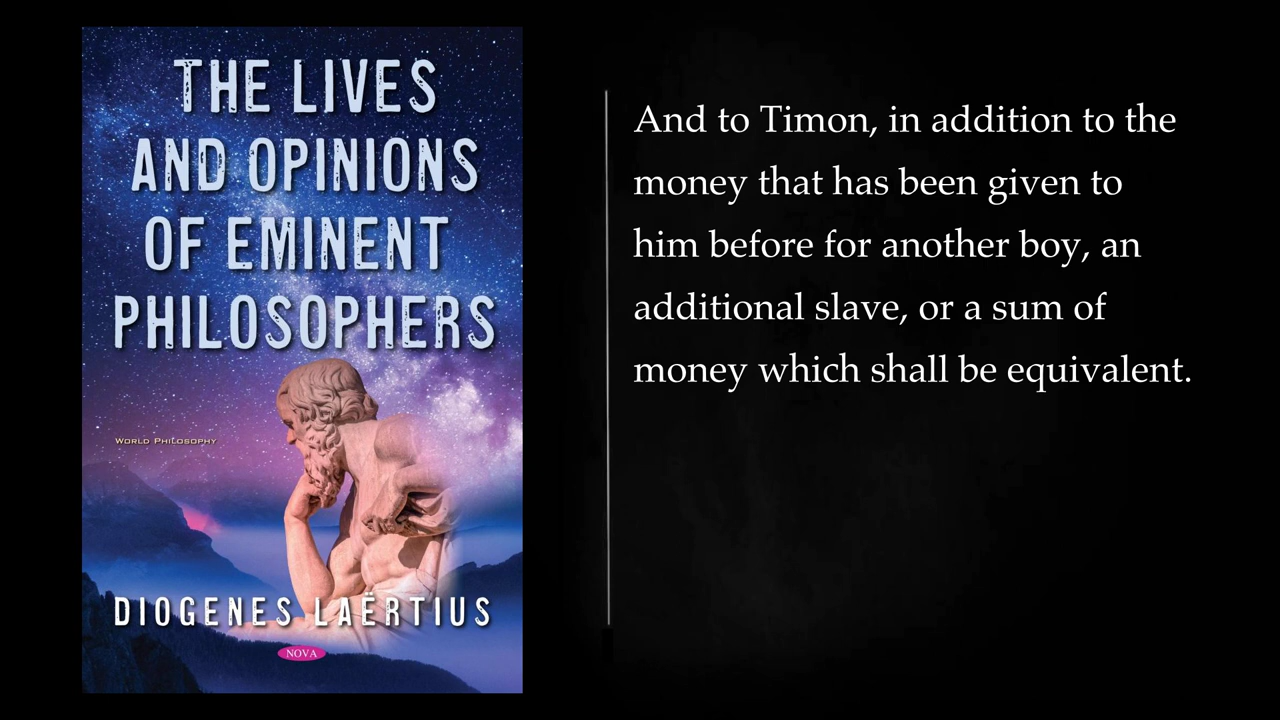 THE LIVES
AND OPINIONS
OF EMINENT
PHILOSOPHERS
WORLD PHILOSOPHY
DIOGENES LAËRTIUS
NOVA
And to Timon, in addition to the
money that has been given to
him before for another boy, an
additional slave, or a sum of
money which shall be equivalent.